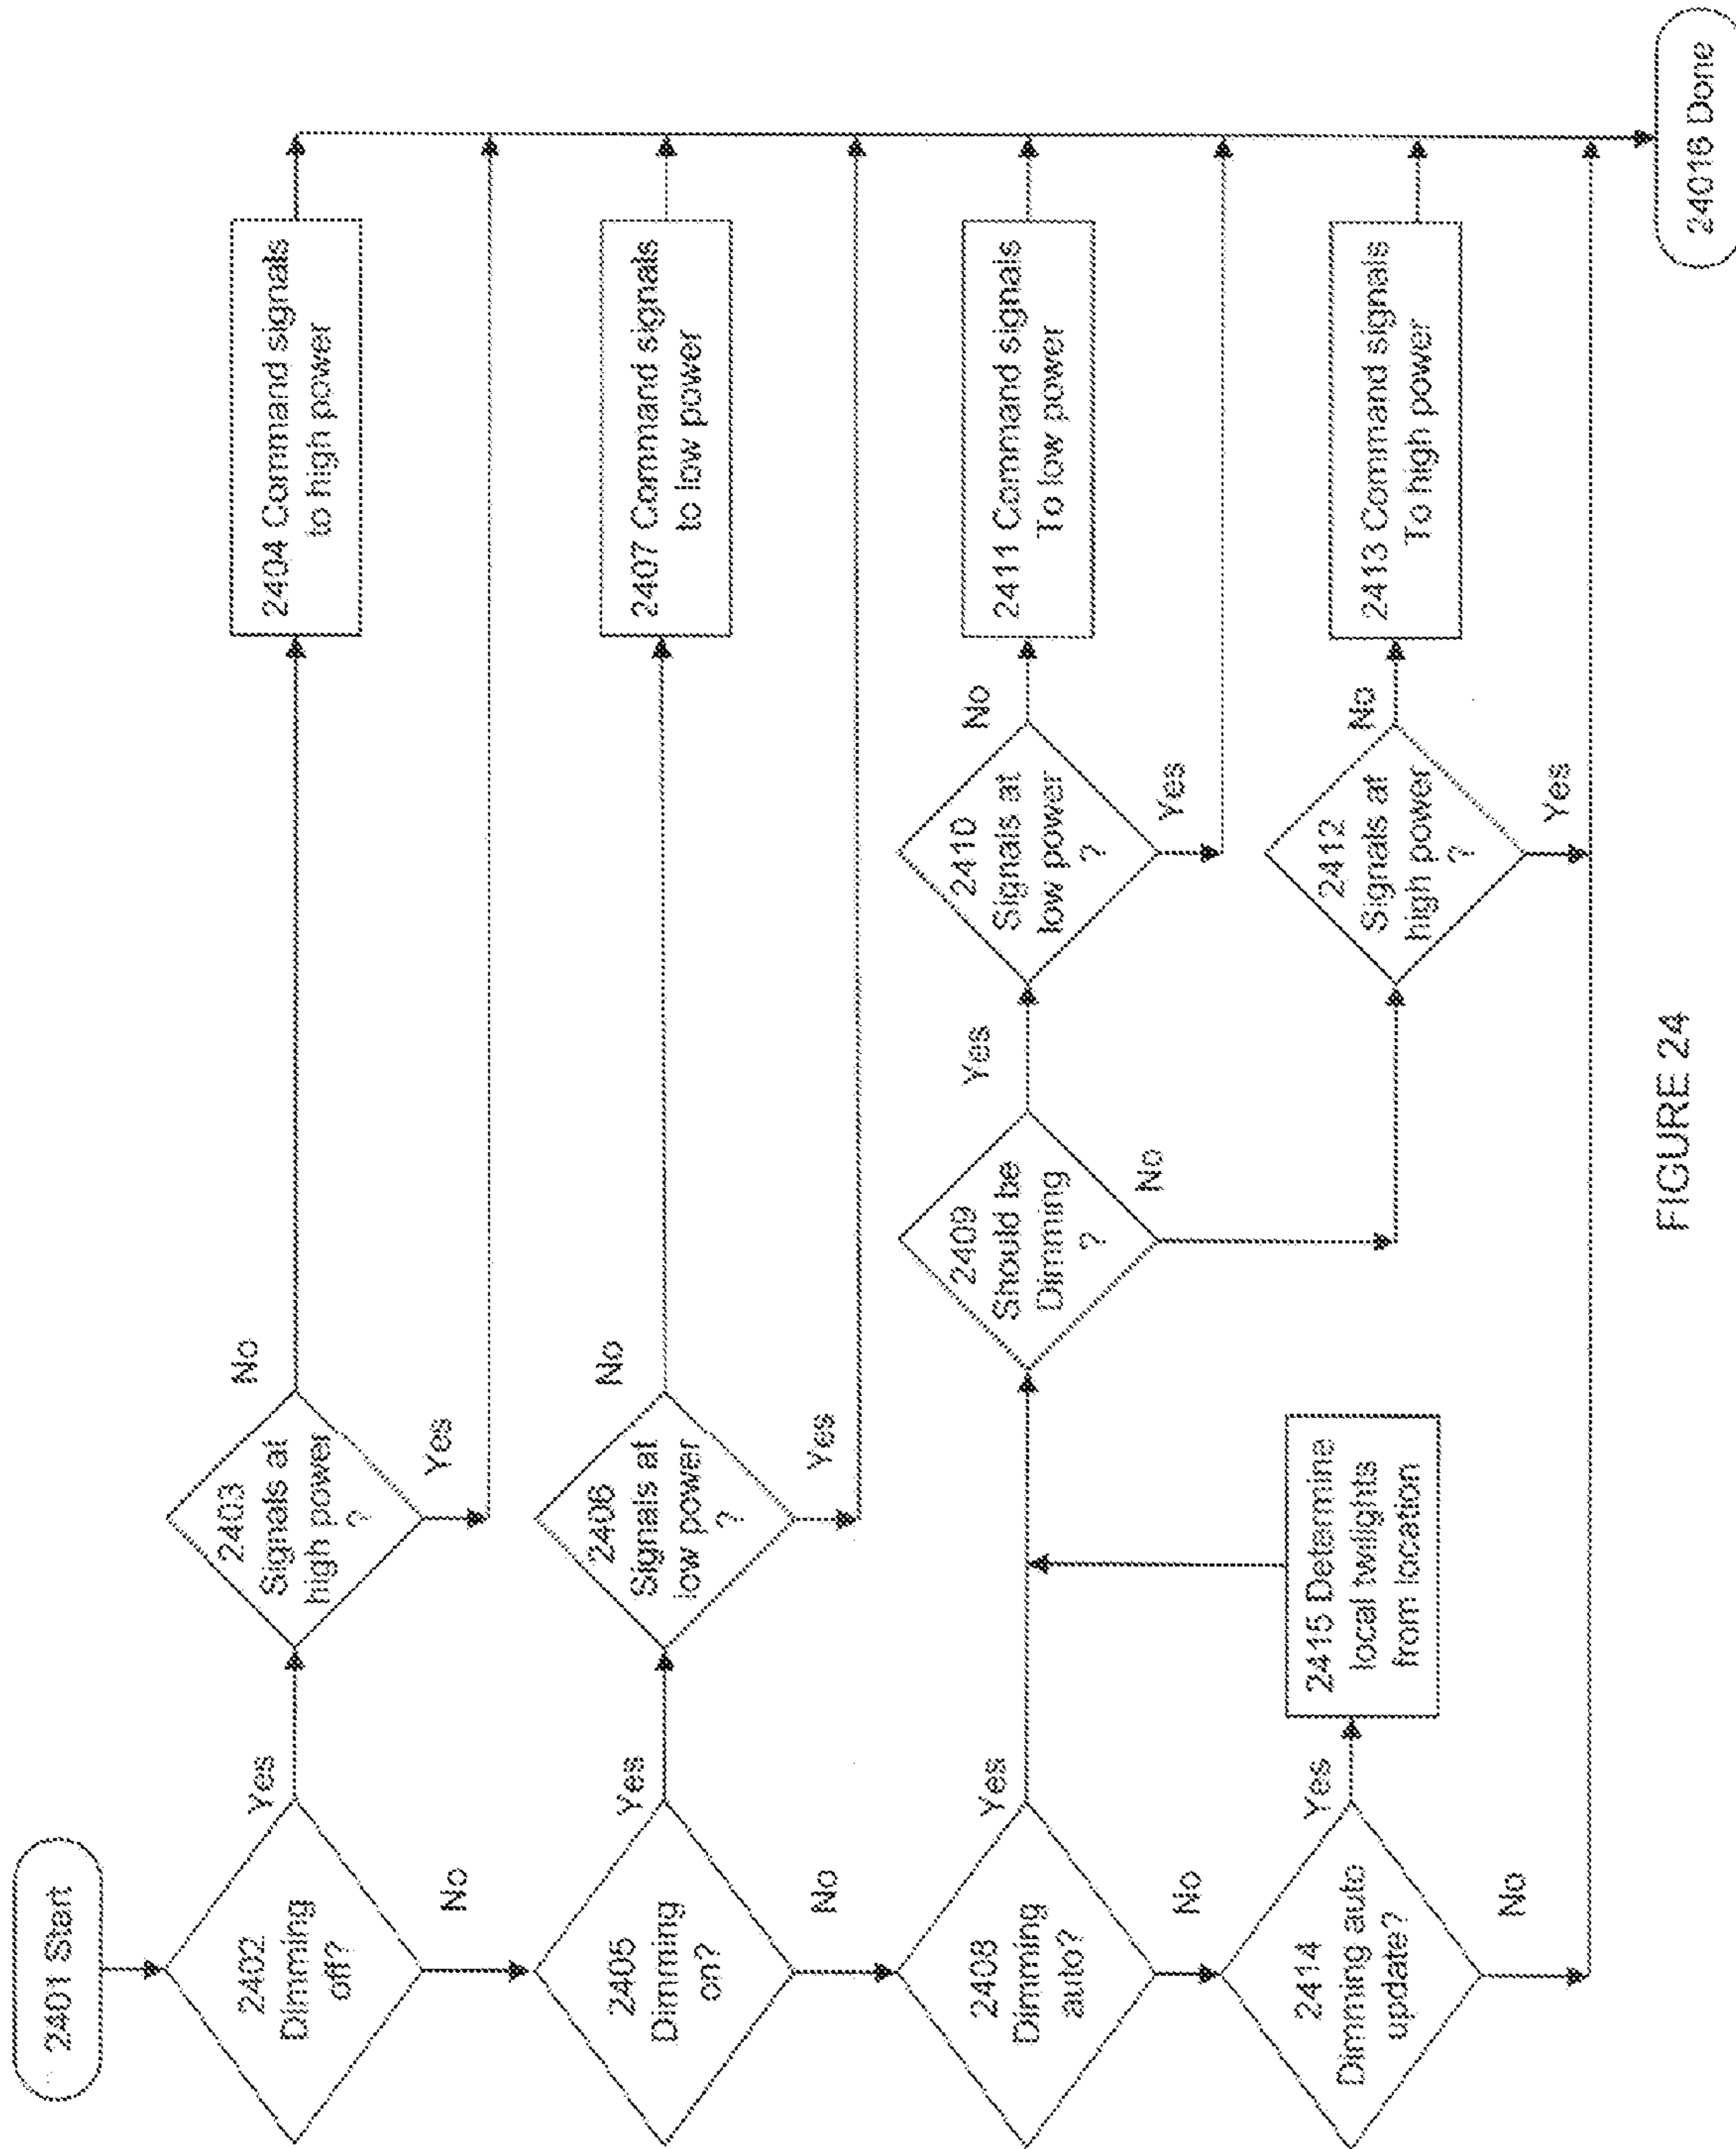 2401 Start
2402
Dimming
off?
Yes
No
2403
Signals at
high power
?
No
Yes
2404 Command signals
to high power
2405
Dimming
on?
Yes
No
2406
Signals at
low power
?
No
Yes
2407 Command signals
to low power
2408
Dimming
auto?
Yes
No
2409
Should be
Dimming
?
Yes
No
2410
Signals at
low power
?
No
Yes
2411 Command signals
To low power
2412
Signals at
high power
?
No
Yes
2413 Command signals
To high power
2414
Dimming auto
update?
Yes
No
2415 Determine
local twilights
from location
24016 Done
FIGURE 24